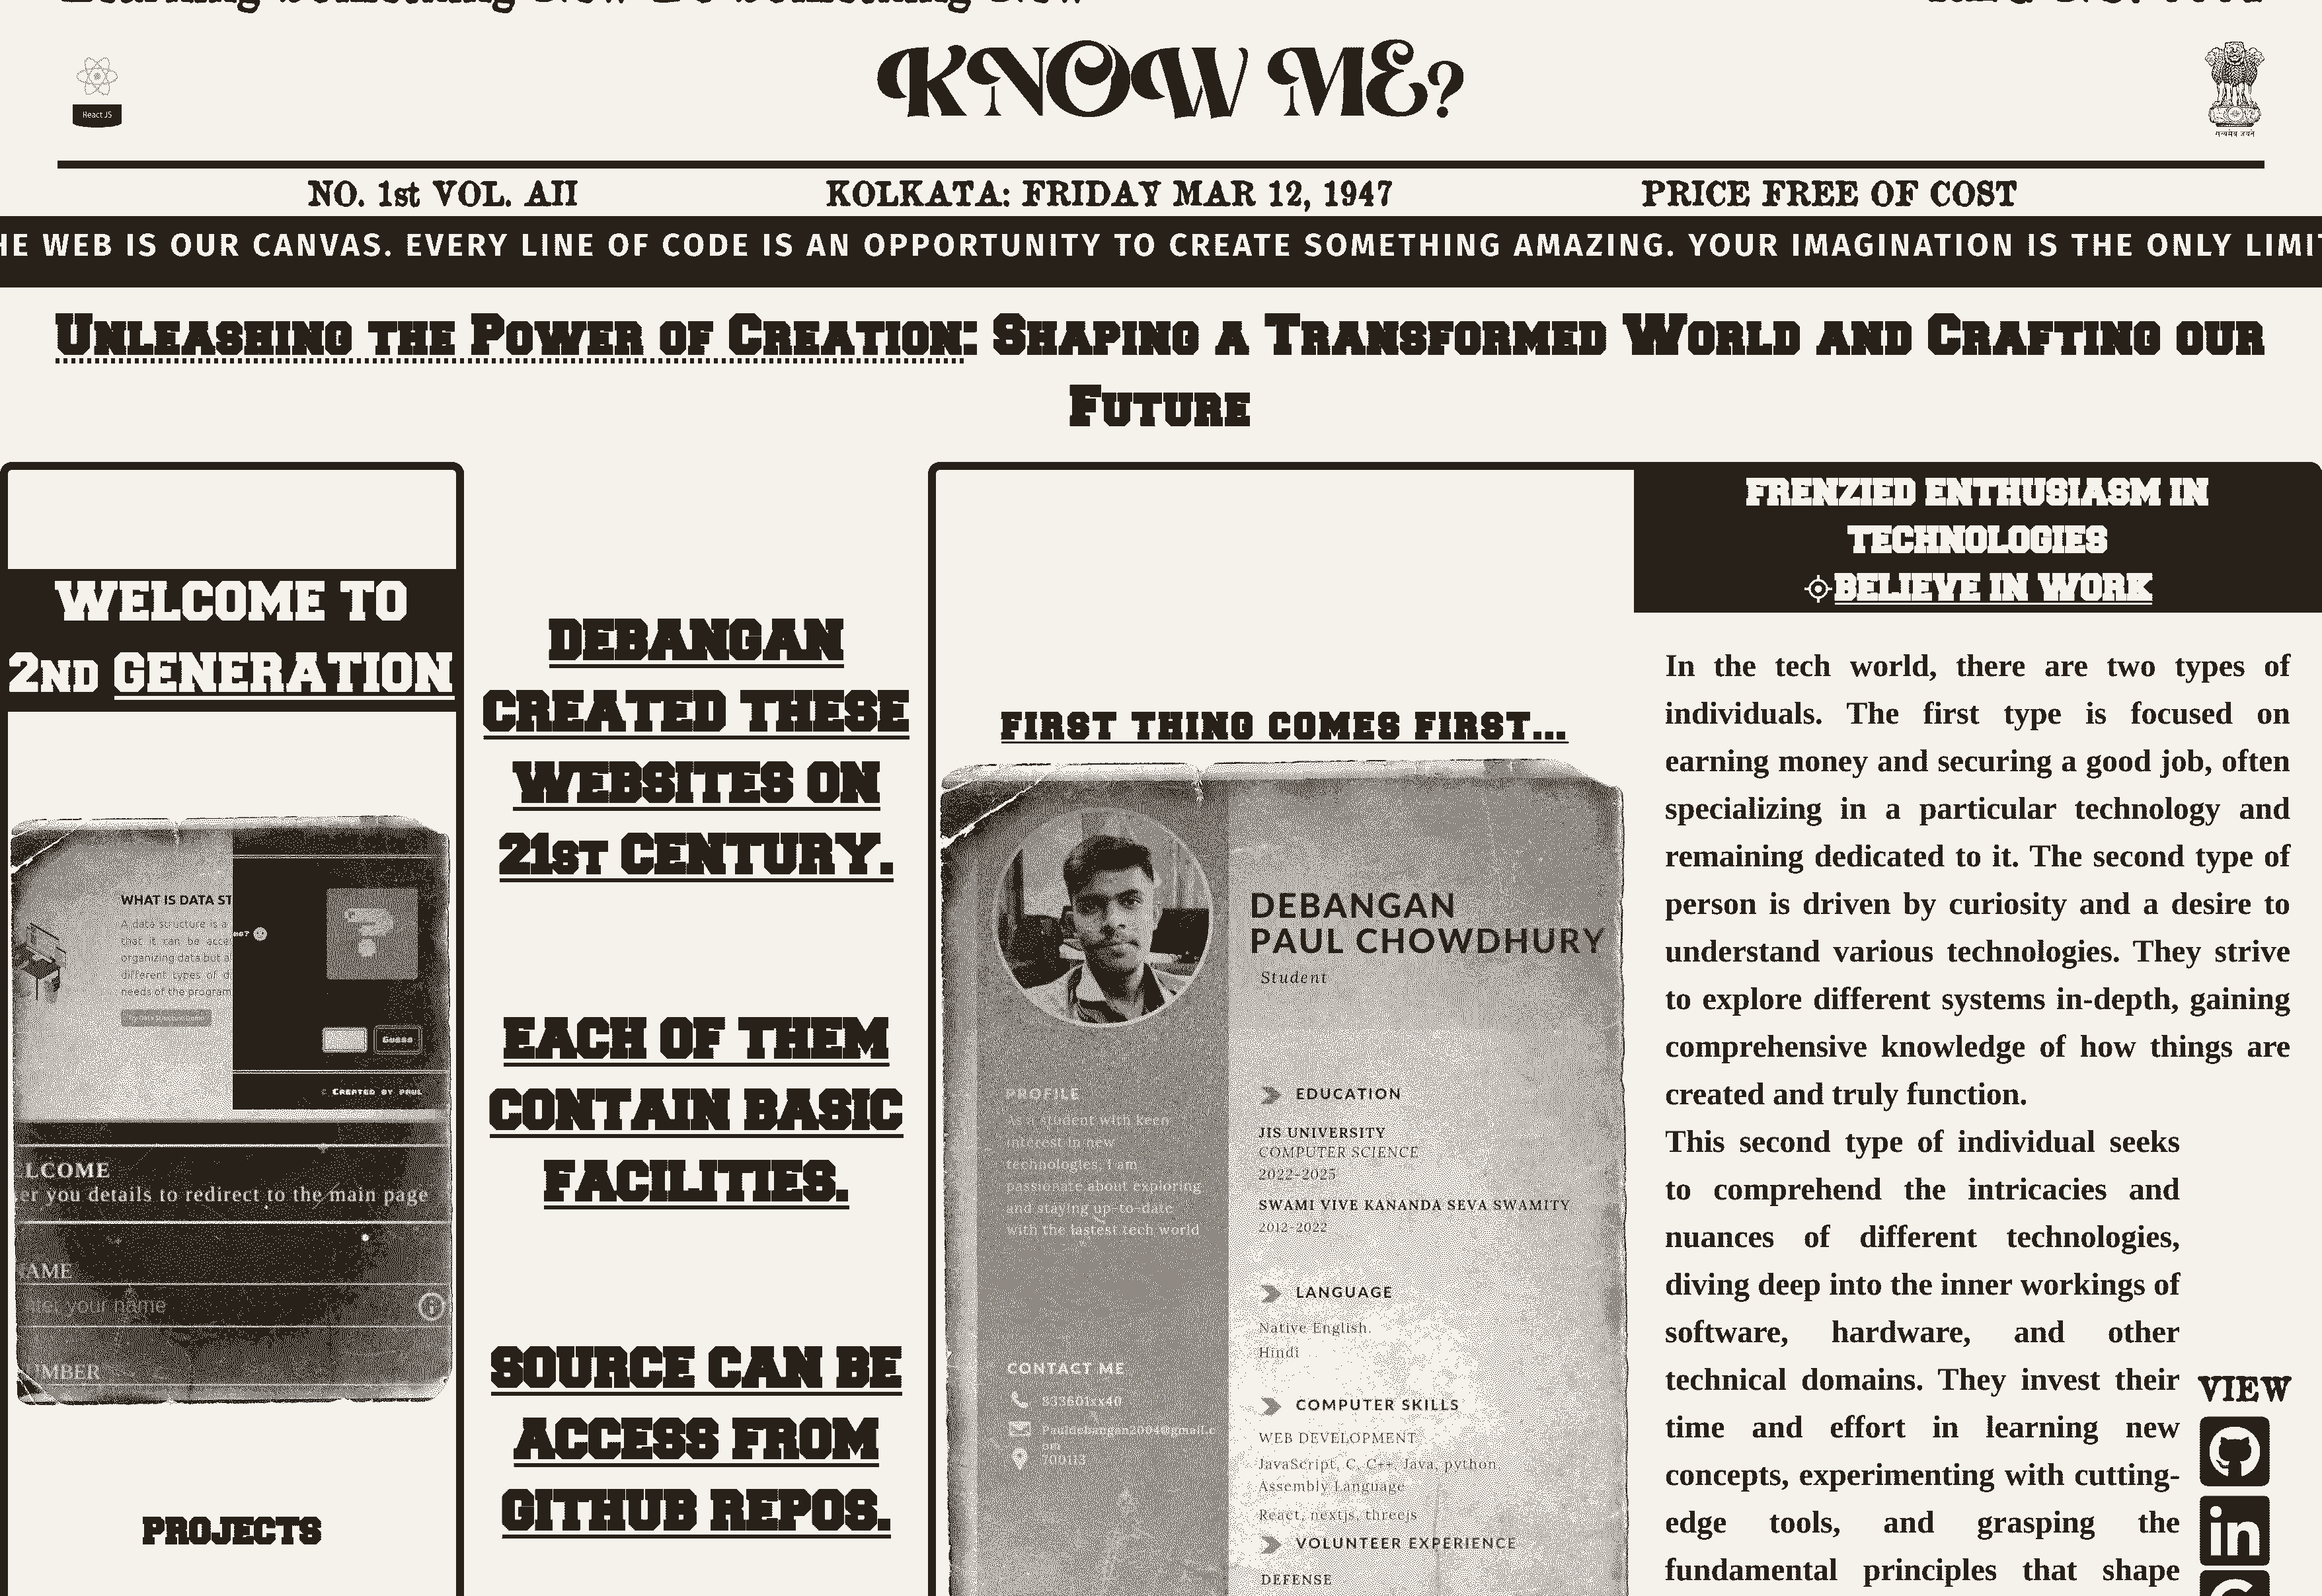 Learning Something New Do Something New
KNOW ME?
React JS
सत्यमेव जयते
NO. 1st VOL. AII
KOLKATA: FRIDAY MAR 12, 1947
PRICE FREE OF COST
HE WEB IS OUR CANVAS. EVERY LINE OF CODE IS AN OPPORTUNITY TO CREATE SOMETHING AMAZING. YOUR IMAGINATION IS THE ONLY LIMIT
Unleashing the Power of Creation: Shaping a Transformed World and Crafting our
Future
WELCOME TO
2ND GENERATION
WHAT IS DATA ST
A data structure is a
that it can be acce
organizing data but a
different types of d
needs of the program
me?
Guess
Created by paul
LCOME
er you details to redirect to the main page
AME
nter your name
UMBER
PROJECTS
DEBANGAN
CREATED THESE
WEBSITES ON
21ST CENTURY.
EACH OF THEM
CONTAIN BASIC
FACILITIES.
SOURCE CAN BE
ACCESS FROM
GITHUB REPOS.
FIRST THING COMES FIRST...
DEBANGAN
PAUL CHOWDHURY
Student
PROFILE
As a student with keen
interest in new
technologies, I am
passionate about exploring
and staying up-to-date
with the lastest tech world
CONTACT ME
833601xx40
Pauldebangan2004@gmail.c
om
700113
EDUCATION
JIS UNIVERSITY
COMPUTER SCIENCE
2022-2025
SWAMI VIVE KANANDA SEVA SWAMITY
2012-2022
LANGUAGE
Native English.
Hindi
COMPUTER SKILLS
WEB DEVELOPMENT
JavaScript, C, C++, Java, python,
Assembly Language
React, nextjs, threejs
VOLUNTEER EXPERIENCE
DEFENSE
FRENZIED ENTHUSIASM IN
TECHNOLOGIES
BELIEVE IN WORK
In the tech world, there are two types of
individuals. The first type is focused on
earning money and securing a good job, often
specializing in a particular technology and
remaining dedicated to it. The second type of
person is driven by curiosity and a desire to
understand various technologies. They strive
to explore different systems in-depth, gaining
comprehensive knowledge of how things are
created and truly function.
This second type of individual seeks
to comprehend the intricacies and
nuances of different technologies,
diving deep into the inner workings of
software, hardware, and other
technical domains. They invest their
time and effort in learning new
concepts, experimenting with cutting-
edge tools, and grasping the
fundamental principles that shape
VIEW
in